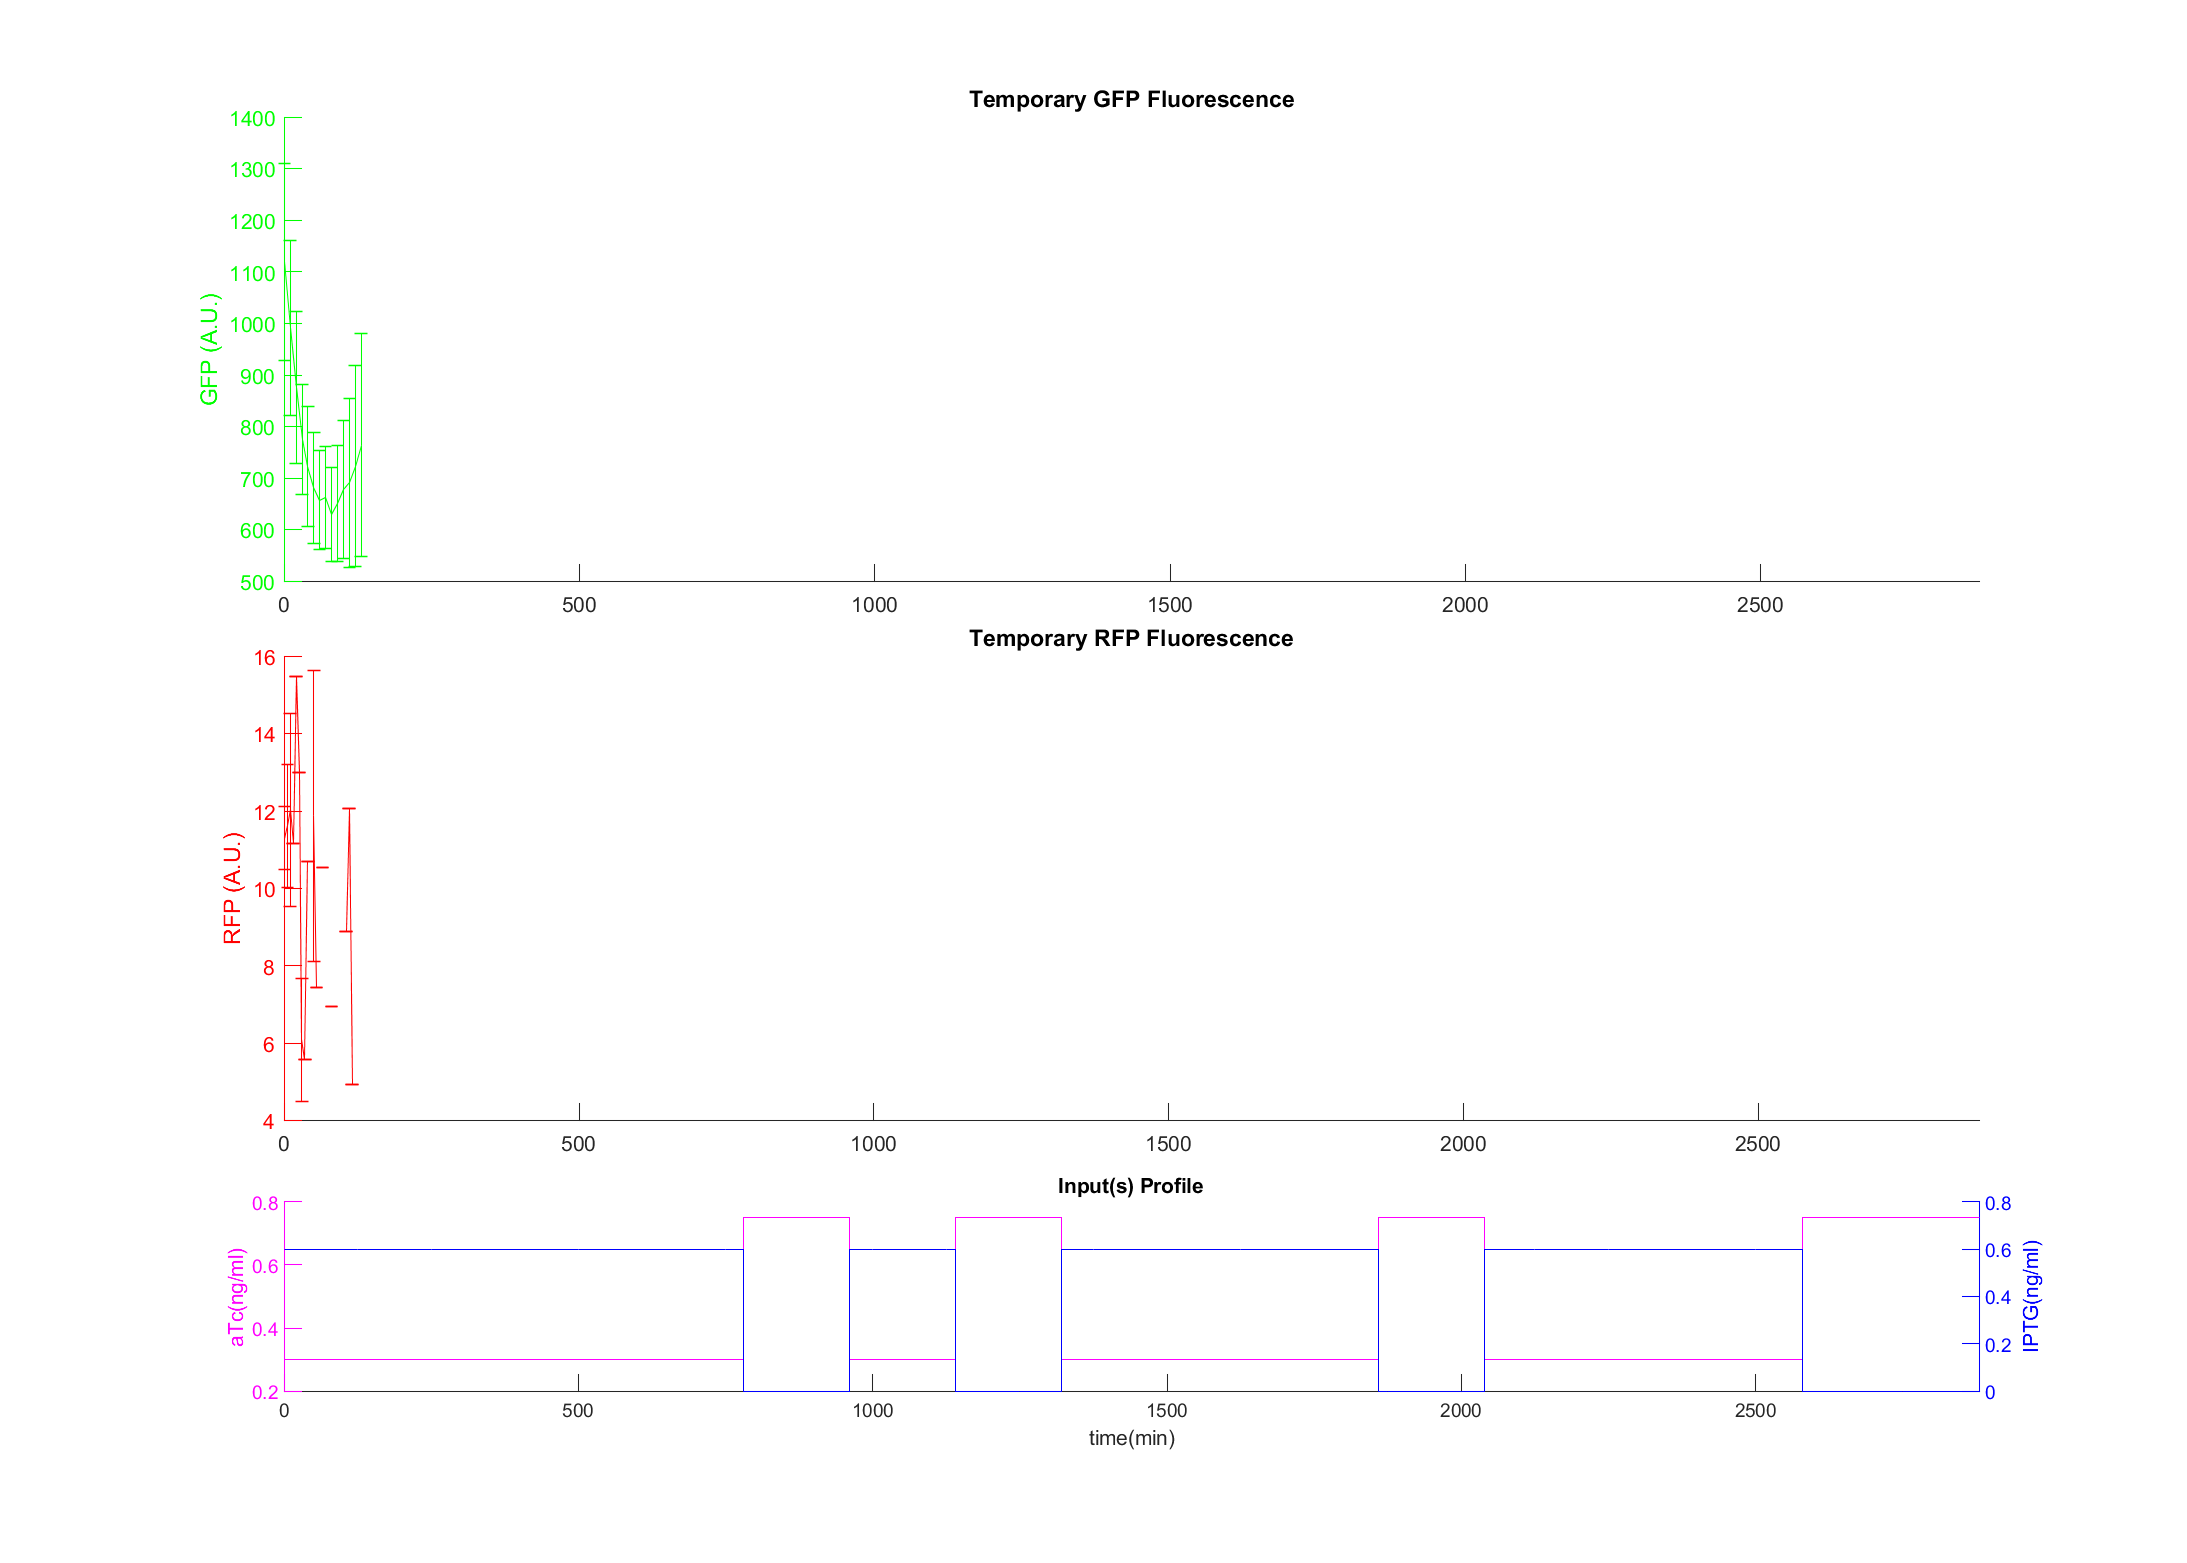 Temporary GFP Fluorescence
1400
1300
1200
1100
1000
900
800
700
600
500
GFP (A.U.)
0 500 1000 1500 2000 2500
Temporary RFP Fluorescence
16
14
12
10
8
6
4
RFP (A.U.)
0 500 1000 1500 2000 2500
Input(s) Profile
0.8
0.6
0.4
0.2
aTc(ng/ml)
0.8
0.6
0.4
0.2
0
IPTG(ng/ml)
0 500 1000 1500 2000 2500
time(min)